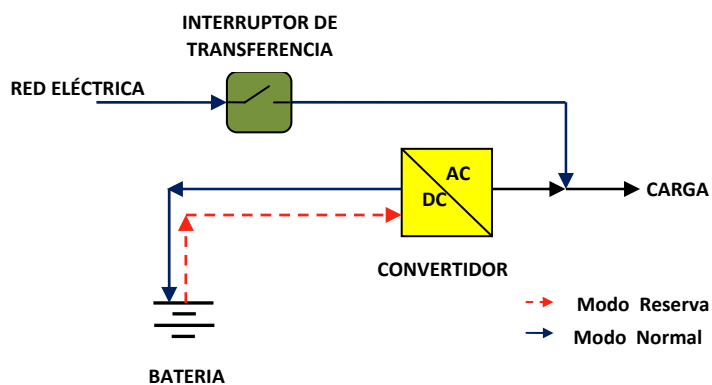 INTERRUPTOR DE
TRANSFERENCIA
RED ELÉCTRICA
AC
DC
CARGA
CONVERTIDOR
Modo Reserva
Modo Normal
BATERIA